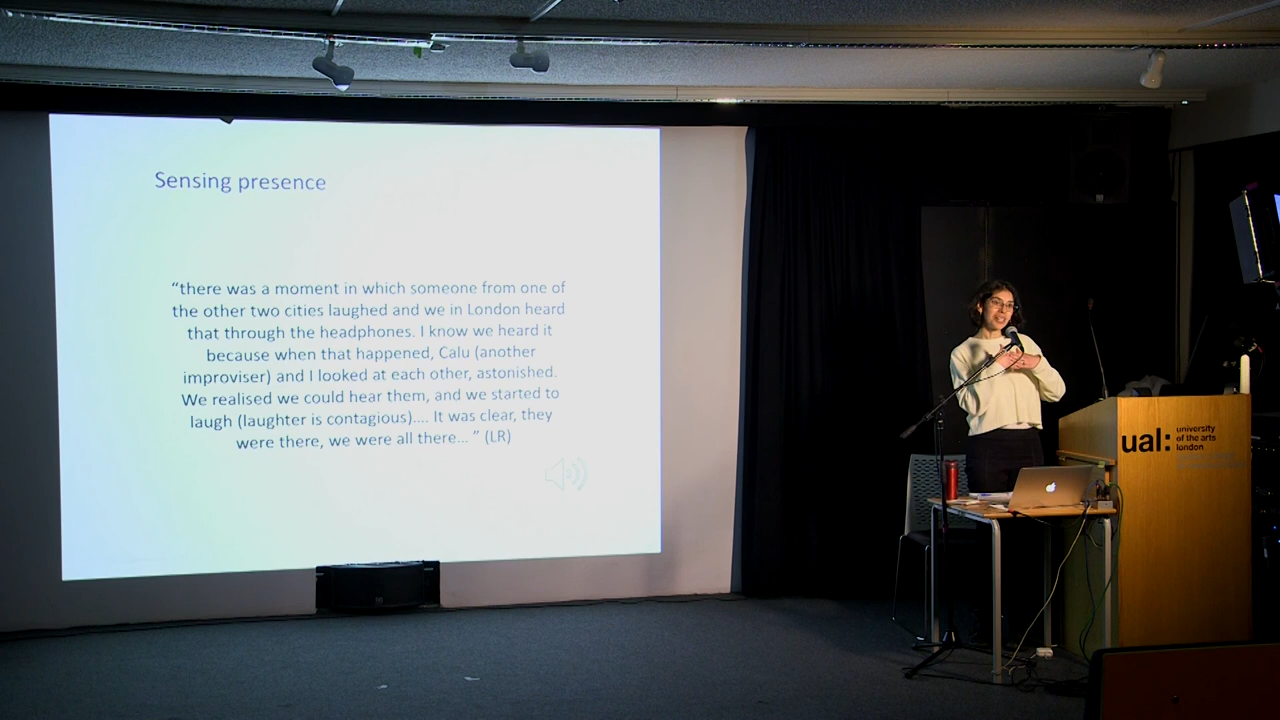 Sensing presence
“there was a moment in which someone from one of
the other two cities laughed and we in London heard
that through the headphones. I know we heard it
because when that happened, Calu (another
improviser) and I looked at each other, astonished.
We realised we could hear them, and we started to
laugh (laughter is contagious).... It was clear, they
were there, we were all there... ” (LR)
ual:
university
of the arts
london